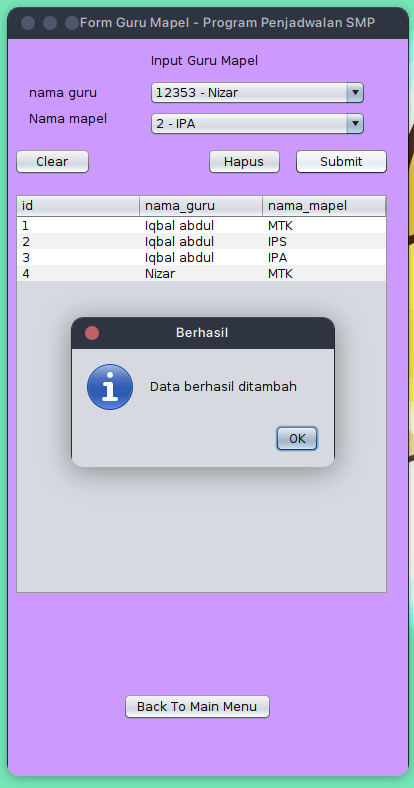 Form Guru Mapel - Program Penjadwalan SMP
Input Guru Mapel
nama guru 12353 - Nizar
Nama mapel 2 - IPA
Clear Hapus Submit
id nama_guru nama_mapel
1 Iqbal abdul MTK
2 Iqbal abdul IPS
3 Iqbal abdul IPA
4 Nizar MTK
Berhasil
Data berhasil ditambah
OK
Back To Main Menu